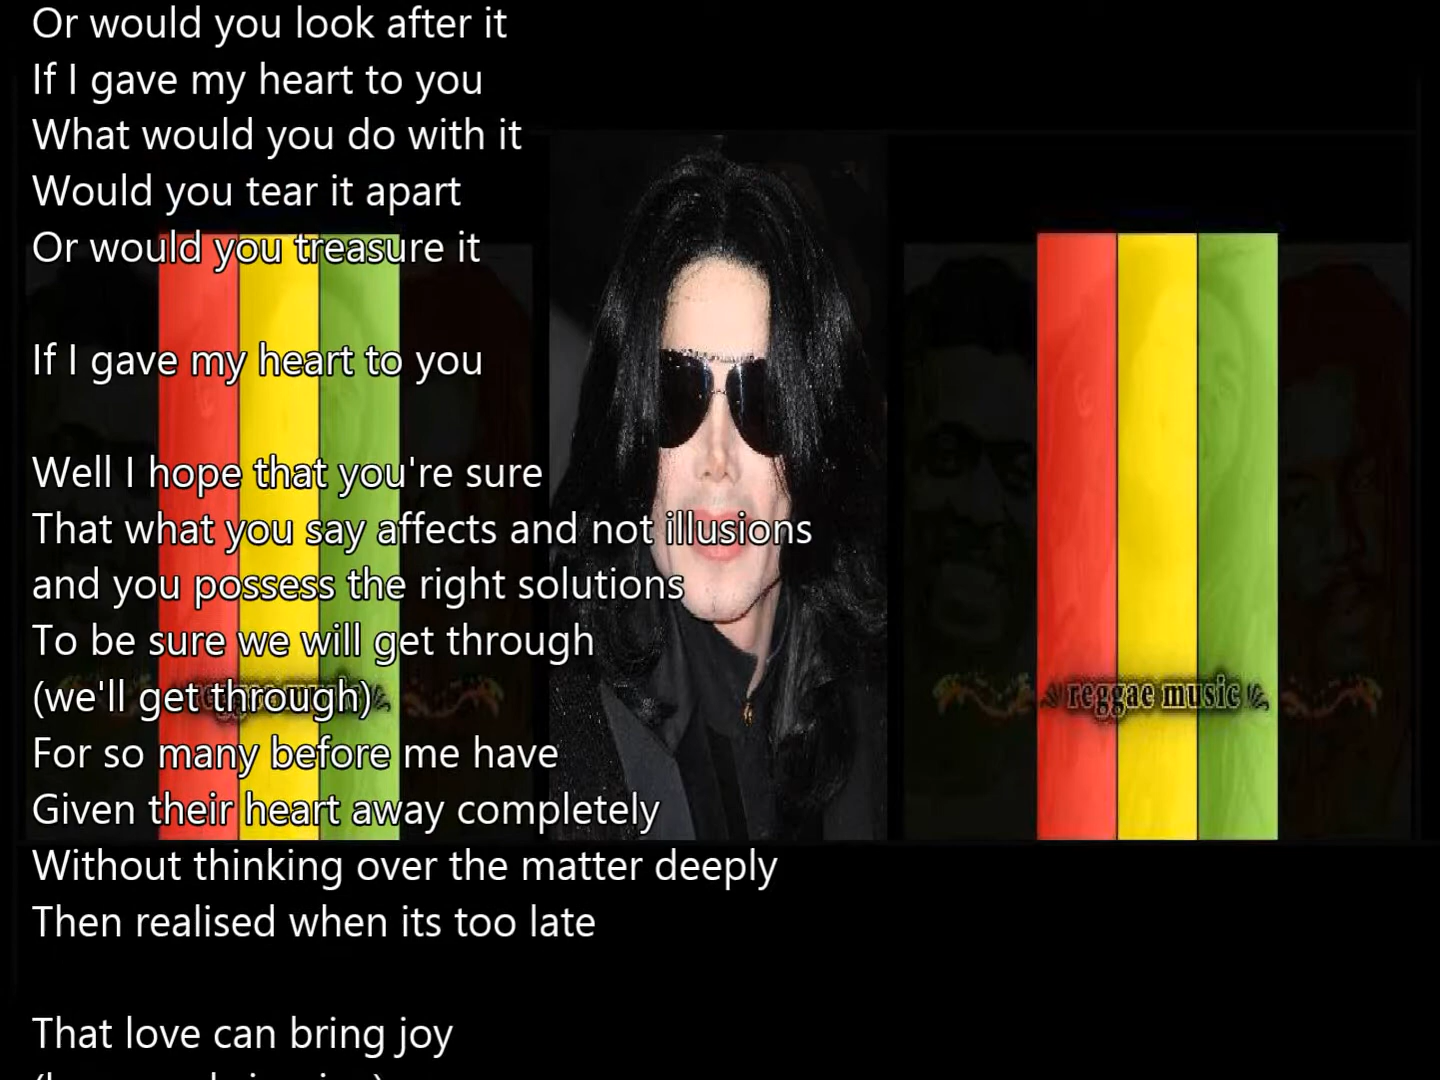 Or would you look after it
If I gave my heart to you
What would you do with it
Would you tear it apart
Or would you treasure it
If I gave my heart to you
Well I hope that you're sure
That what you say affects and not illusions
and you possess the right solutions
To be sure we will get through
(we'll get through)
reggae music
For so many before me have
Given their heart away completely
Without thinking over the matter deeply
Then realised when its too late
That love can bring joy